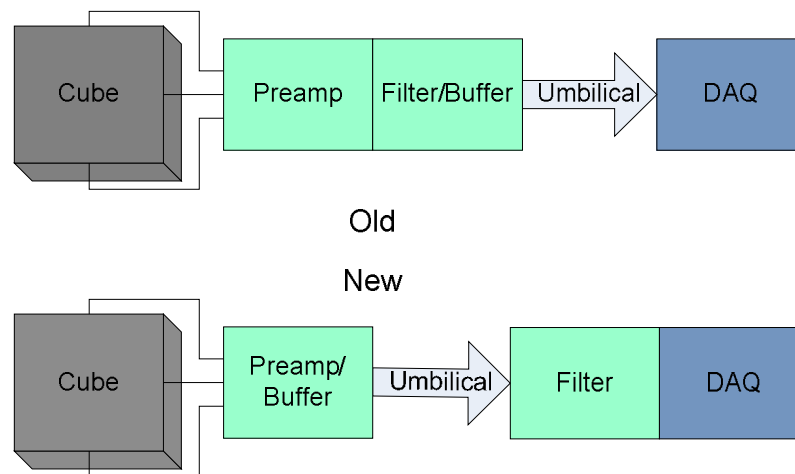 Cube Preamp Filter/Buffer Umbilical DAQ
Old
New
Cube Preamp/
Buffer Umbilical Filter DAQ